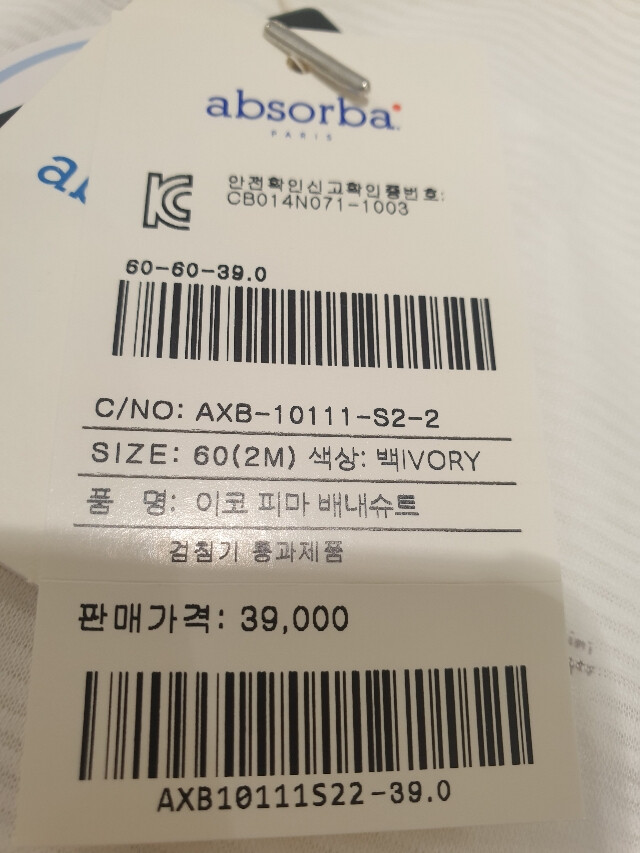 absorba
PARIS
안전확인신고확인증번호:
CB014N071-1003
60-60-39.0
C/NO: AXB-10111-S2-2
SIZE: 60(2M) 색상: 백IVORY
품 명: 이코 피마 배내슈트
검침기 통과제품
판매가격: 39,000
AXB10111S22-39.0